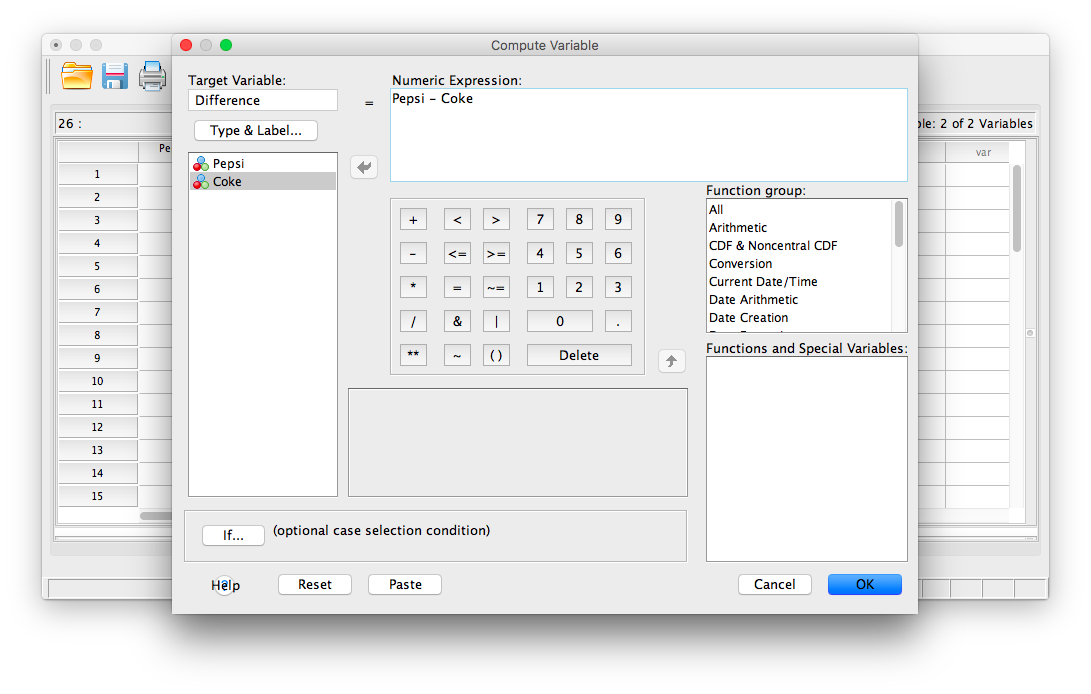 Compute Variable
Target Variable:
Difference
=
Numeric Expression:
Pepsi - Coke
Type & Label...
Pepsi
Coke
26 :
ble: 2 of 2 Variables
Pe
var
1
2
3
4
5
6
7
8
9
10
11
12
13
14
15
+ < > 7 8 9
- <= >= 4 5 6
* = ~= 1 2 3
/ & | 0 .
** ~ () Delete
Function group:
All
Arithmetic
CDF & Noncentral CDF
Conversion
Current Date/Time
Date Arithmetic
Date Creation
Functions and Special Variables:
If...
(optional case selection condition)
Help
Reset
Paste
Cancel
OK